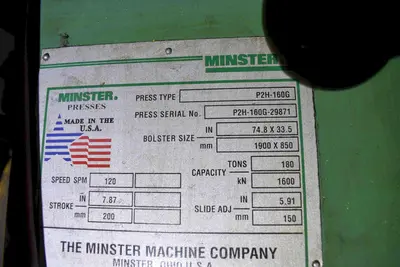 MINSTER
MINSTER.
PRESSES
MADE IN THE
U.S.A.
PRESS TYPE P2H-160G
PRESS SERIAL No. P2H-160G-29871
BOLSTER SIZE IN 74.8 X 33.5
mm 1900 X 850
CAPACITY TONS 180
kN 1600
SPEED SPM 120
STROKE IN 7.87
mm 200
SLIDE ADJ IN 5.91
mm 150
THE MINSTER MACHINE COMPANY
MINSTER, OHIO U.S.A.